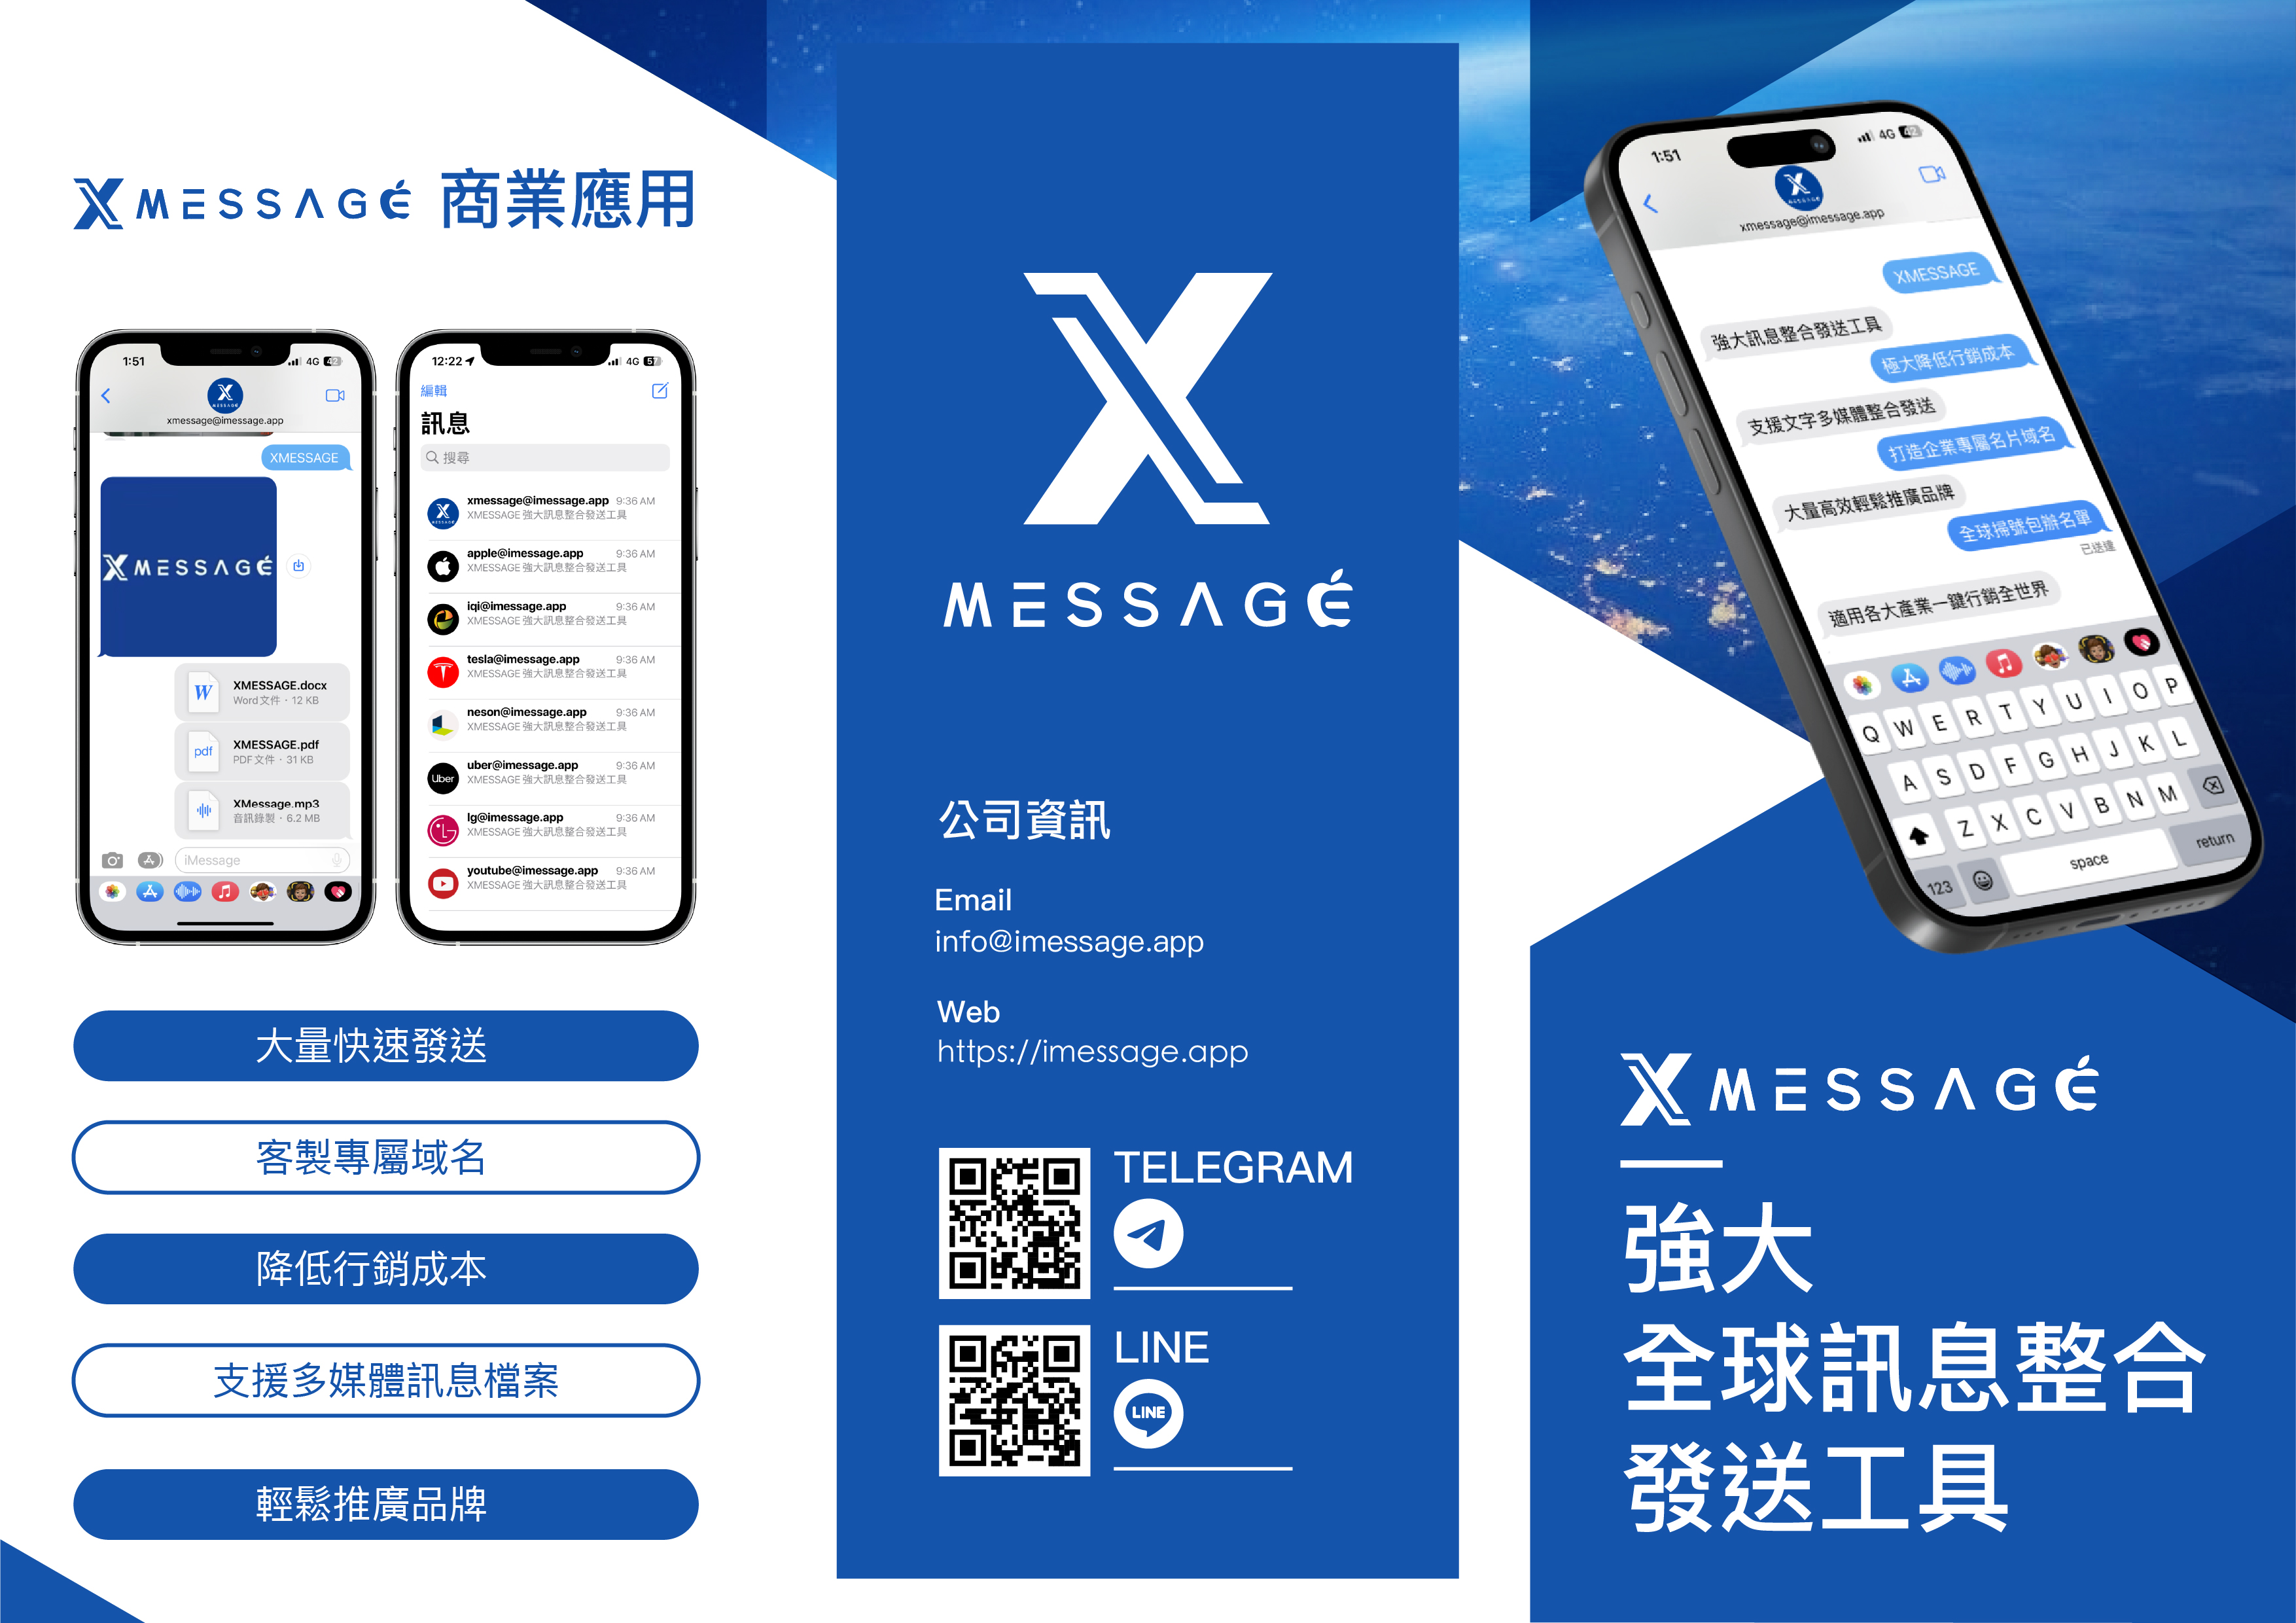 XMESSAGE 商業應用
1:51
4G 42
xmessage@imessage.app
XMESSAGE
XMESSAGE
XMESSAGE.docx
Word文件 · 12 KB
pdf
XMESSAGE.pdf
PDF文件 · 31 KB
XMessage.mp3
音訊錄製 · 6.2 MB
iMessage
12:22
4G 57
編輯
訊息
搜尋
xmessage@imessage.app 9:36 AM
XMESSAGE 強大訊息整合發送工具
apple@imessage.app 9:36 AM
XMESSAGE 強大訊息整合發送工具
iqi@imessage.app 9:36 AM
XMESSAGE 強大訊息整合發送工具
tesla@imessage.app 9:36 AM
XMESSAGE 強大訊息整合發送工具
neson@imessage.app 9:36 AM
XMESSAGE 強大訊息整合發送工具
Uber
uber@imessage.app 9:36 AM
XMESSAGE 強大訊息整合發送工具
lg@imessage.app 9:36 AM
XMESSAGE 強大訊息整合發送工具
youtube@imessage.app 9:36 AM
XMESSAGE 強大訊息整合發送工具
大量快速發送
客製專屬域名
降低行銷成本
支援多媒體訊息檔案
輕鬆推廣品牌
X
MESSAGE
公司資訊
Email
info@imessage.app
Web
https://imessage.app
TELEGRAM
LINE
LINE
1:51
4G 42
xmessage@imessage.app
XMESSAGE
強大訊息整合發送工具
極大降低行銷成本
支援文字多媒體整合發送
打造企業專屬名片域名
大量高效輕鬆推廣品牌
全球掃號包辦名單
已送達
適用各大產業一鍵行銷全世界
Q W E R T Y U I O P
A S D F G H J K L
Z X C V B N M
123 space return
XMESSAGE
強大
全球訊息整合
發送工具